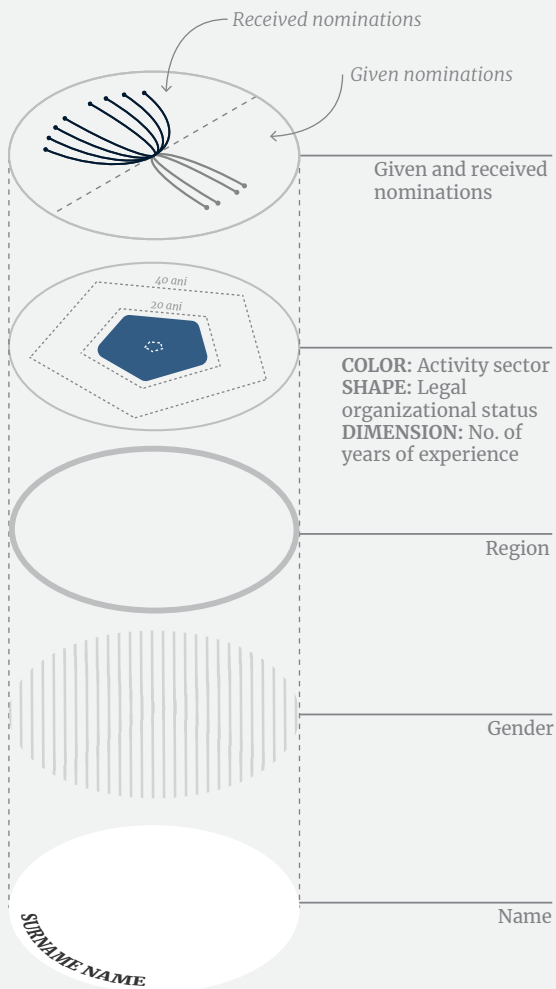 Received nominations
Given nominations
Given and received
nominations
40 ani
20 ani
COLOR: Activity sector
SHAPE: Legal
organizational status
DIMENSION: No. of
years of experience
Region
Gender
Name
SURNAME NAME